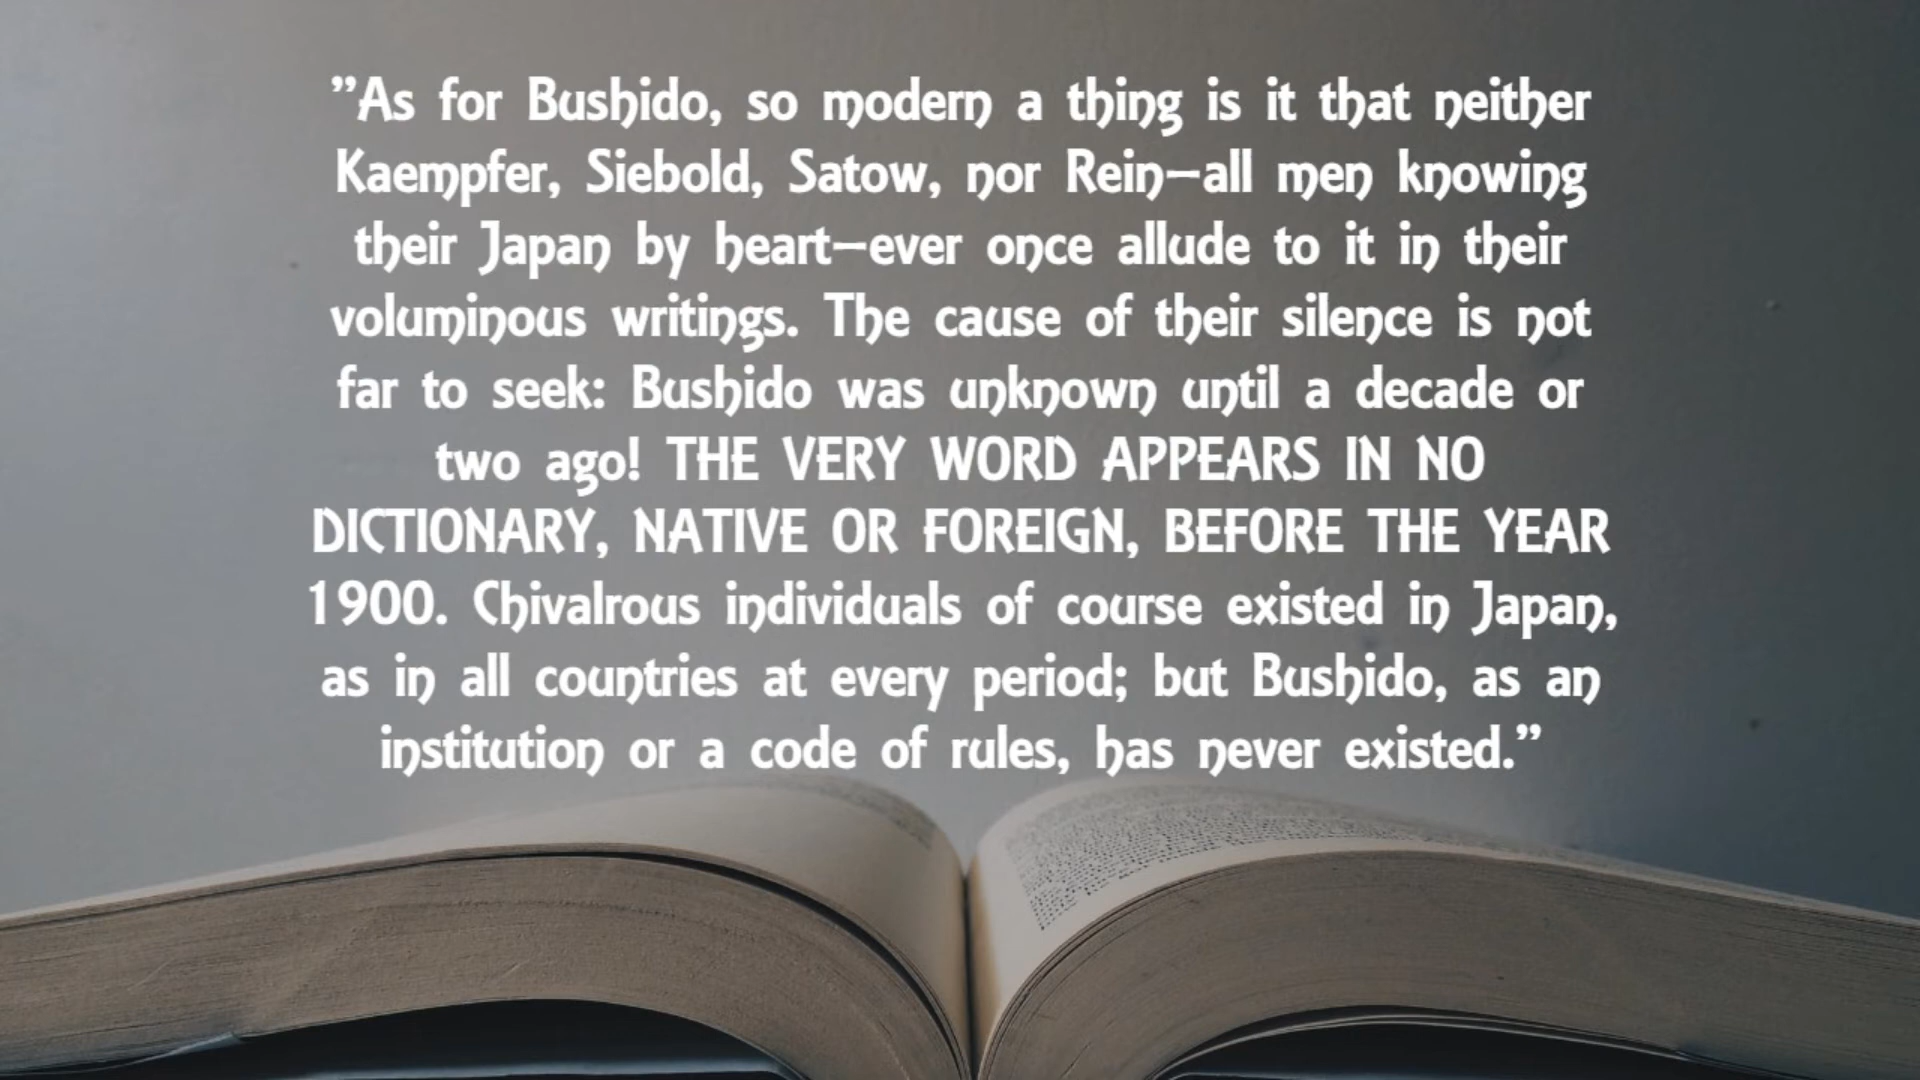 ”As for Bushido, so modern a thing is it that neither
Kaempfer, Siebold, Satow, nor Rein—all men knowing
their Japan by heart—ever once allude to it in their
voluminous writings. The cause of their silence is not
far to seek: Bushido was unknown until a decade or
two ago! THE VERY WORD APPEARS IN NO
DICTIONARY, NATIVE OR FOREIGN, BEFORE THE YEAR
1900. Chivalrous individuals of course existed in Japan,
as in all countries at every period; but Bushido, as an
institution or a code of rules, has never existed.”